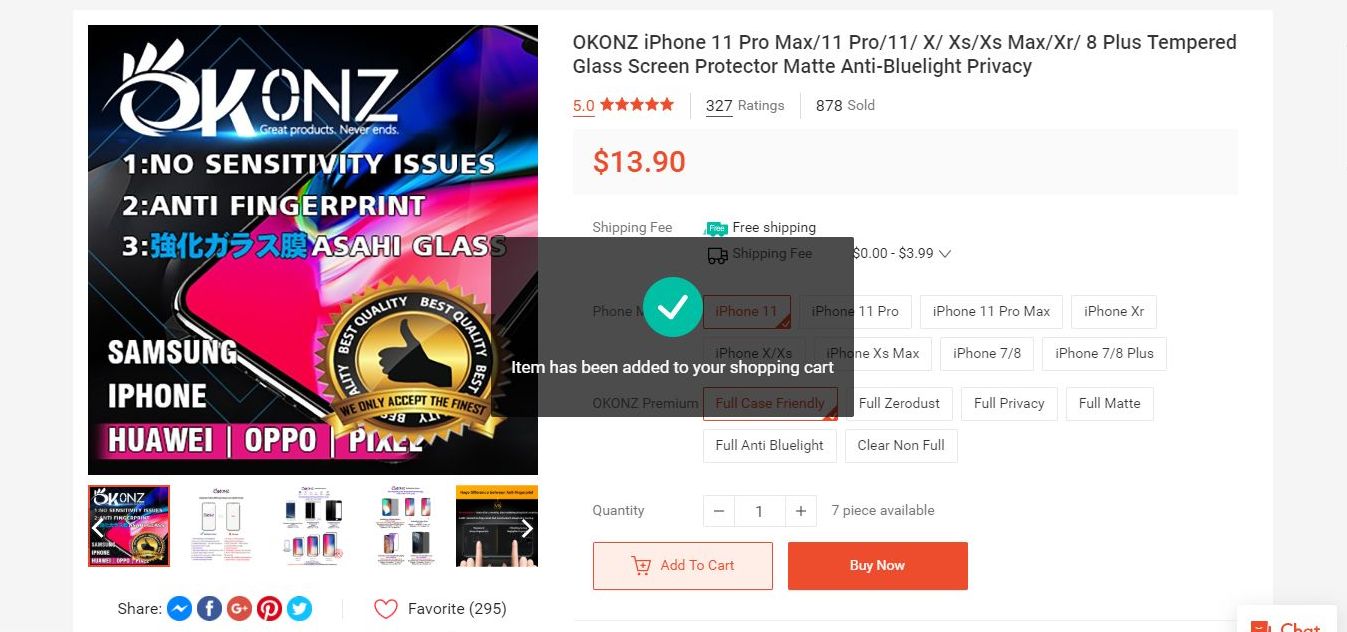 OKONZ
Great products. Never ends.
1:NO SENSITIVITY ISSUES
2:ANTI FINGERPRINT
3:強化ガラス膜ASAHI GLASS
BEST QUALITY BEST QUALITY BEST
WE ONLY ACCEPT THE FINEST
SAMSUNG
IPHONE
HUAWEI | OPPO | PIXEL
OKONZ iPhone 11 Pro Max/11 Pro/11/ X/ Xs/Xs Max/Xr/ 8 Plus Tempered
Glass Screen Protector Matte Anti-Bluelight Privacy
5.0 327 Ratings 878 Sold
$13.90
Shipping Fee Free Free shipping
Shipping Fee $0.00 - $3.99
Phone iPhone 11 iPhone 11 Pro iPhone 11 Pro Max iPhone Xr
iPhone X/Xs iPhone Xs Max iPhone 7/8 iPhone 7/8 Plus
Item has been added to your shopping cart
OKONZ Premium Full Case Friendly Full Zerodust Full Privacy Full Matte
Full Anti Bluelight Clear Non Full
Quantity 1 7 piece available
Add To Cart Buy Now
Share: Favorite (295)
Chat